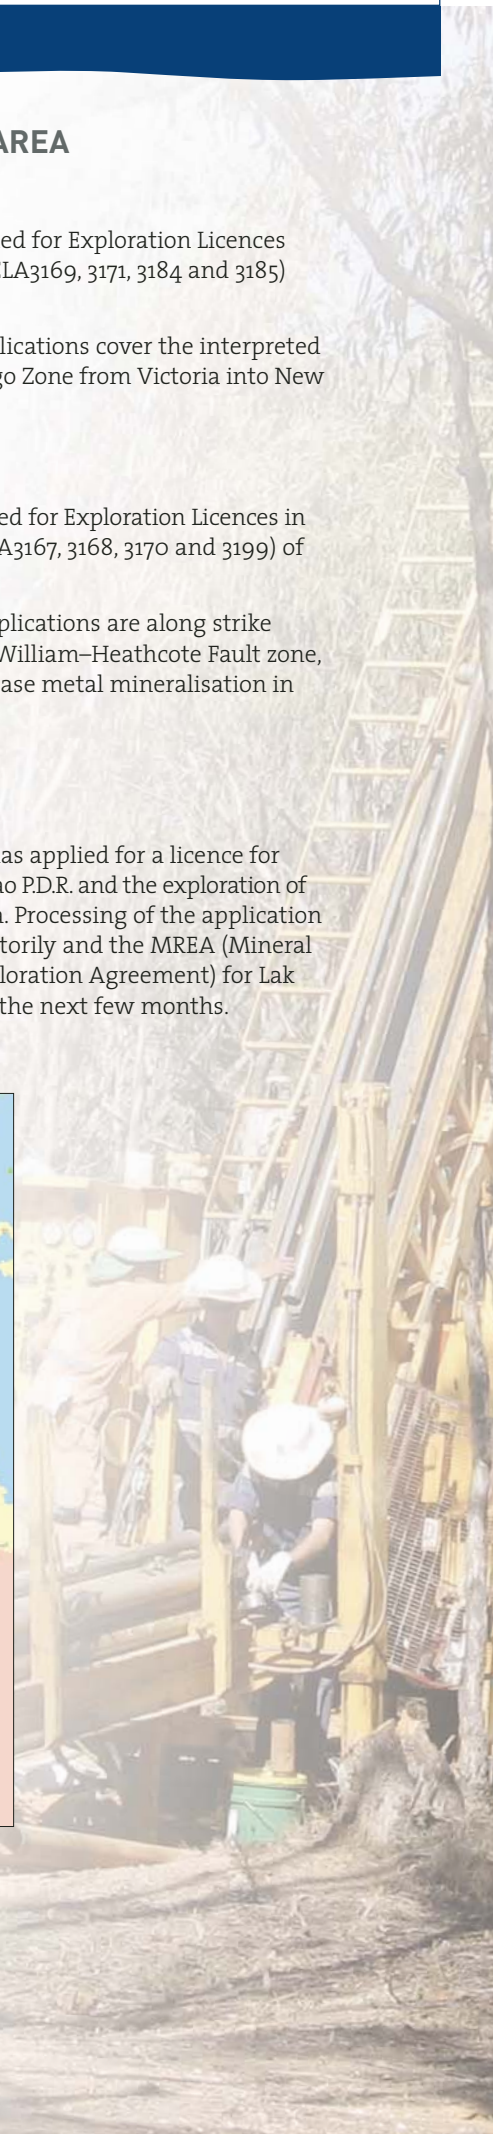 AREA
ed for Exploration Licences
LA3169, 3171, 3184 and 3185)
lications cover the interpreted
go Zone from Victoria into New
ed for Exploration Licences in
A3167, 3168, 3170 and 3199) of
plications are along strike
William–Heathcote Fault zone,
ase metal mineralisation in
as applied for a licence for
ao P.D.R. and the exploration of
n. Processing of the application
torily and the MREA (Mineral
loration Agreement) for Lak
the next few months.